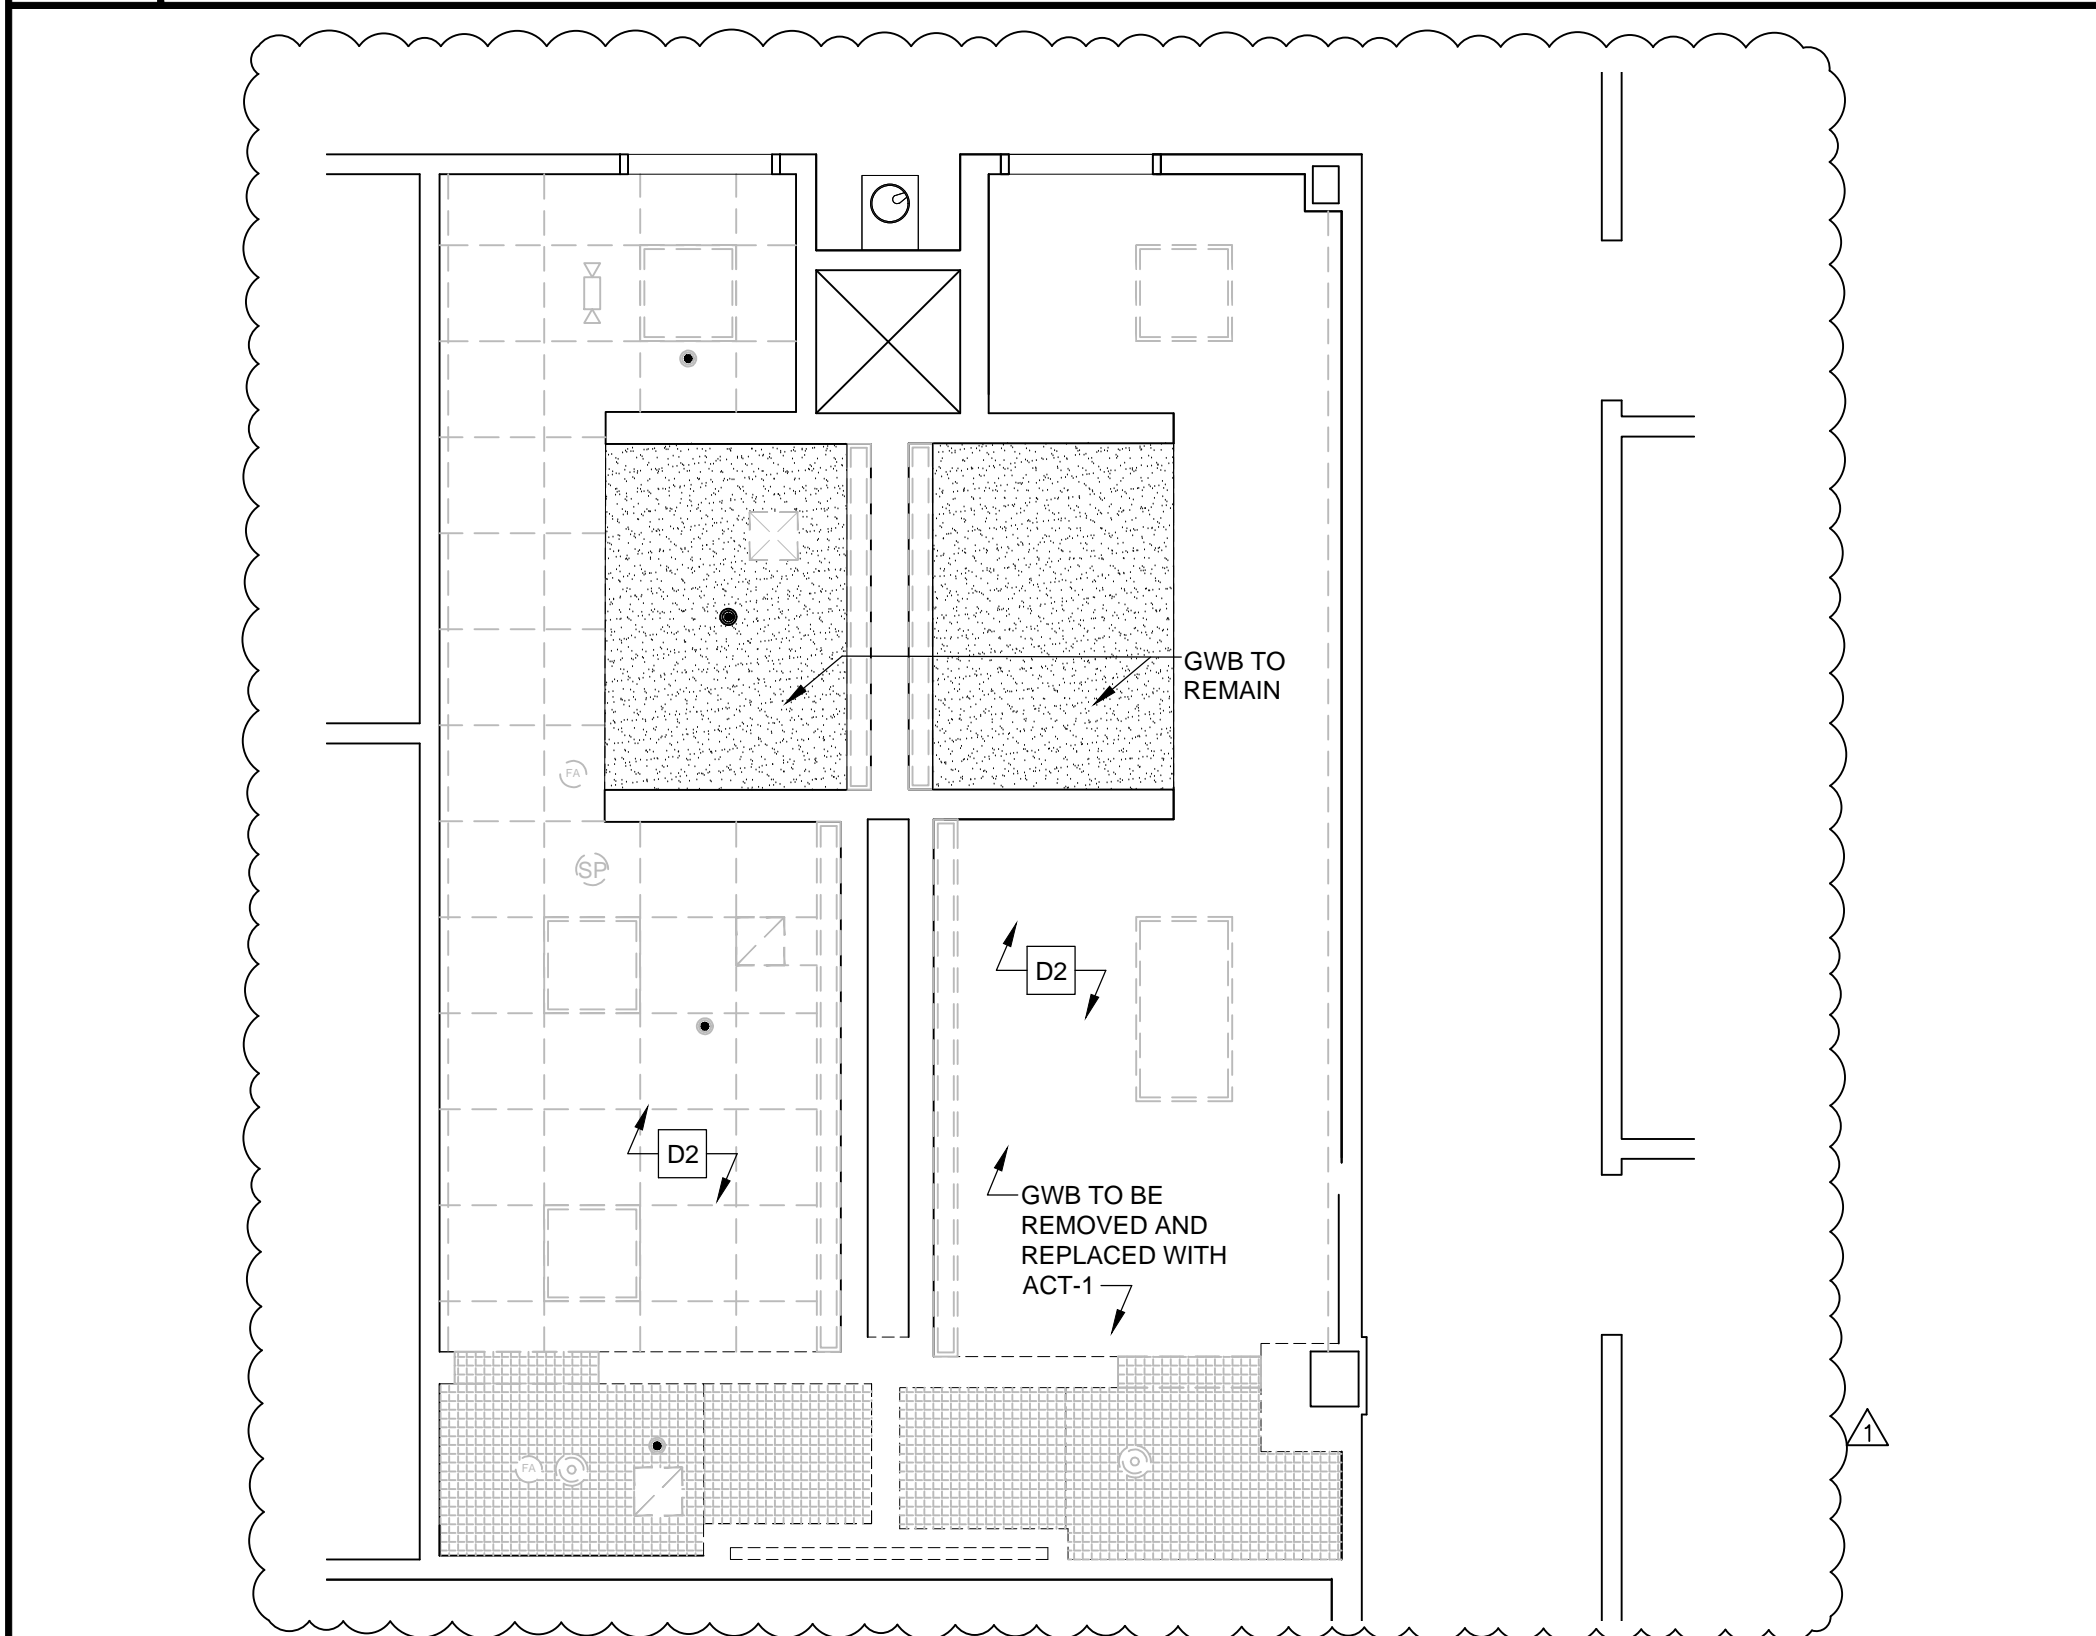 GWB TO
REMAIN
FA
SP
D2
D2
GWB TO BE
REMOVED AND
REPLACED WITH
ACT-1
FA
1